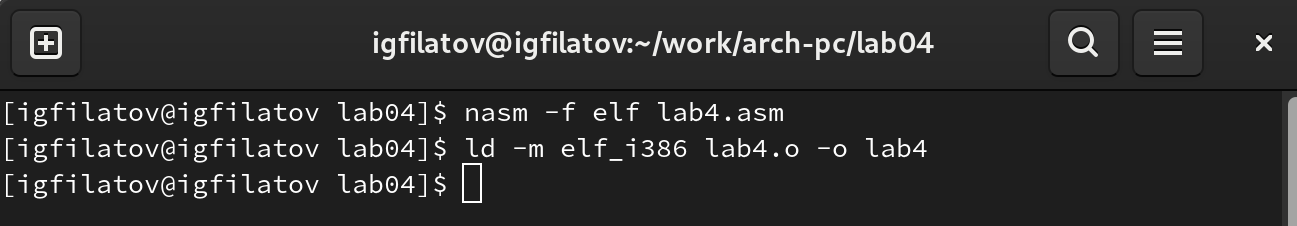 igfilatov@igfilatov:~/work/arch-pc/lab04
[igfilatov@igfilatov lab04]$ nasm -f elf lab4.asm
[igfilatov@igfilatov lab04]$ ld -m elf_i386 lab4.o -o lab4
[igfilatov@igfilatov lab04]$